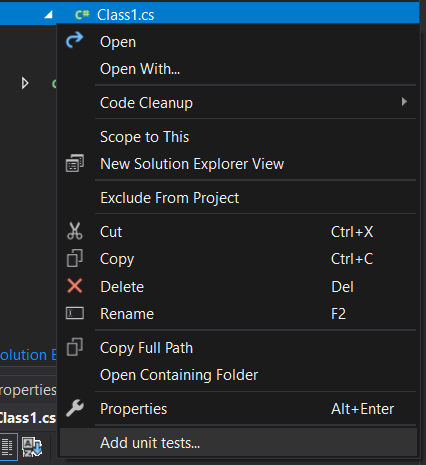 C# Class1.cs
Open
Open With...
Code Cleanup
Scope to This
New Solution Explorer View
Exclude From Project
Cut Ctrl+X
Copy Ctrl+C
Delete Del
Rename F2
Copy Full Path
olution E
Open Containing Folder
roperties
Properties Alt+Enter
Class1.cs
Add unit tests...